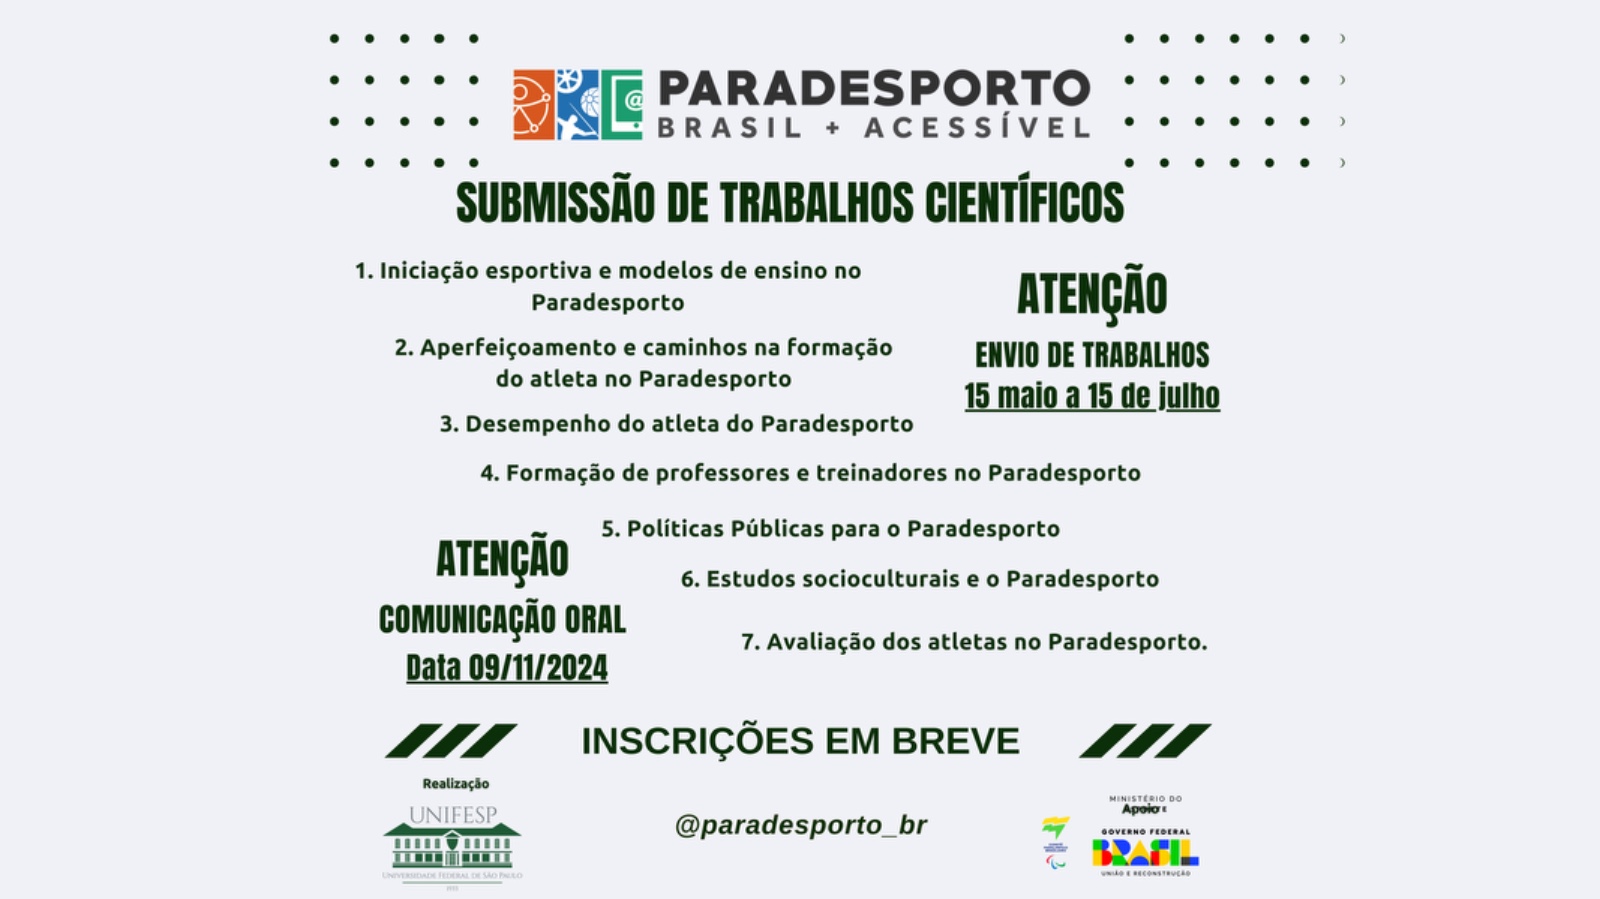 @
PARADESPORTO
BRASIL + ACESSÍVEL
SUBMISSÃO DE TRABALHOS CIENTÍFICOS
1. Iniciação esportiva e modelos de ensino no
Paradesporto
2. Aperfeiçoamento e caminhos na formação
do atleta no Paradesporto
3. Desempenho do atleta do Paradesporto
4. Formação de professores e treinadores no Paradesporto
5. Políticas Públicas para o Paradesporto
6. Estudos socioculturais e o Paradesporto
7. Avaliação dos atletas no Paradesporto.
ATENÇÃO
ENVIO DE TRABALHOS
15 maio a 15 de julho
ATENÇÃO
COMUNICAÇÃO ORAL
Data 09/11/2024
INSCRIÇÕES EM BREVE
Realização
UNIFESP
UNIVERSIDADE FEDERAL DE SÃO PAULO
@paradesporto_br
MINISTÉRIO DO
Apoio
GOVERNO FEDERAL
BRASIL
UNIÃO E RECONSTRUÇÃO